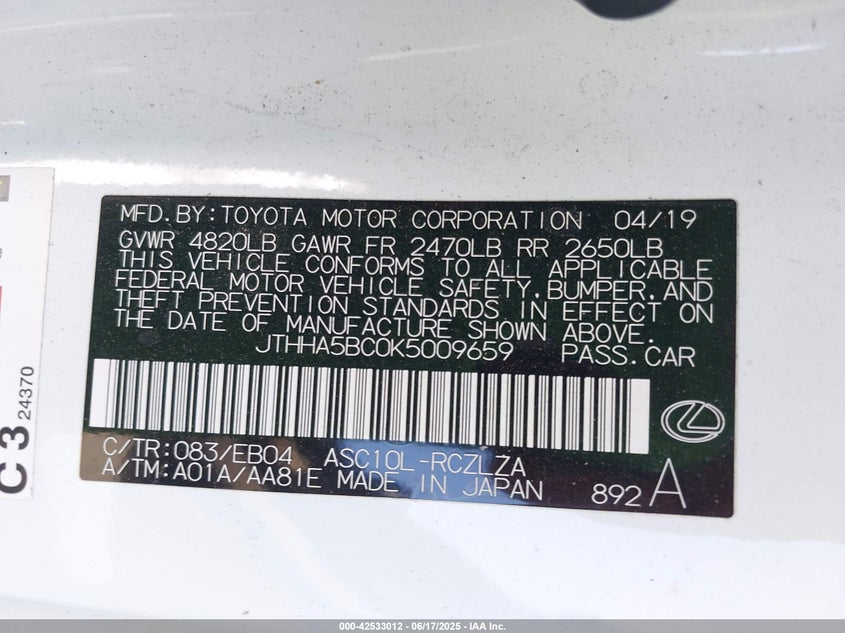 MFD.BY:TOYOTA MOTOR CORPORATION 04/19
GVWR 4820LB GAWR FR 2470LB RR 2650LB
THIS VEHICLE CONFORMS TO ALL APPLICABLE
FEDERAL MOTOR VEHICLE SAFETY,BUMPER,AND
THEFT PREVENTION STANDARDS IN EFFECT ON
THE DATE OF MANUFACTURE SHOWN ABOVE.
JTHHA5BC0K5009659 PASS.CAR
C/TR:083/EB04 ASC10L-RCZLZA
A/TM:A01A/AA81E MADE IN JAPAN 892 A
C 3
24370
000-42533012 - 06/17/2025 - IAA Inc.